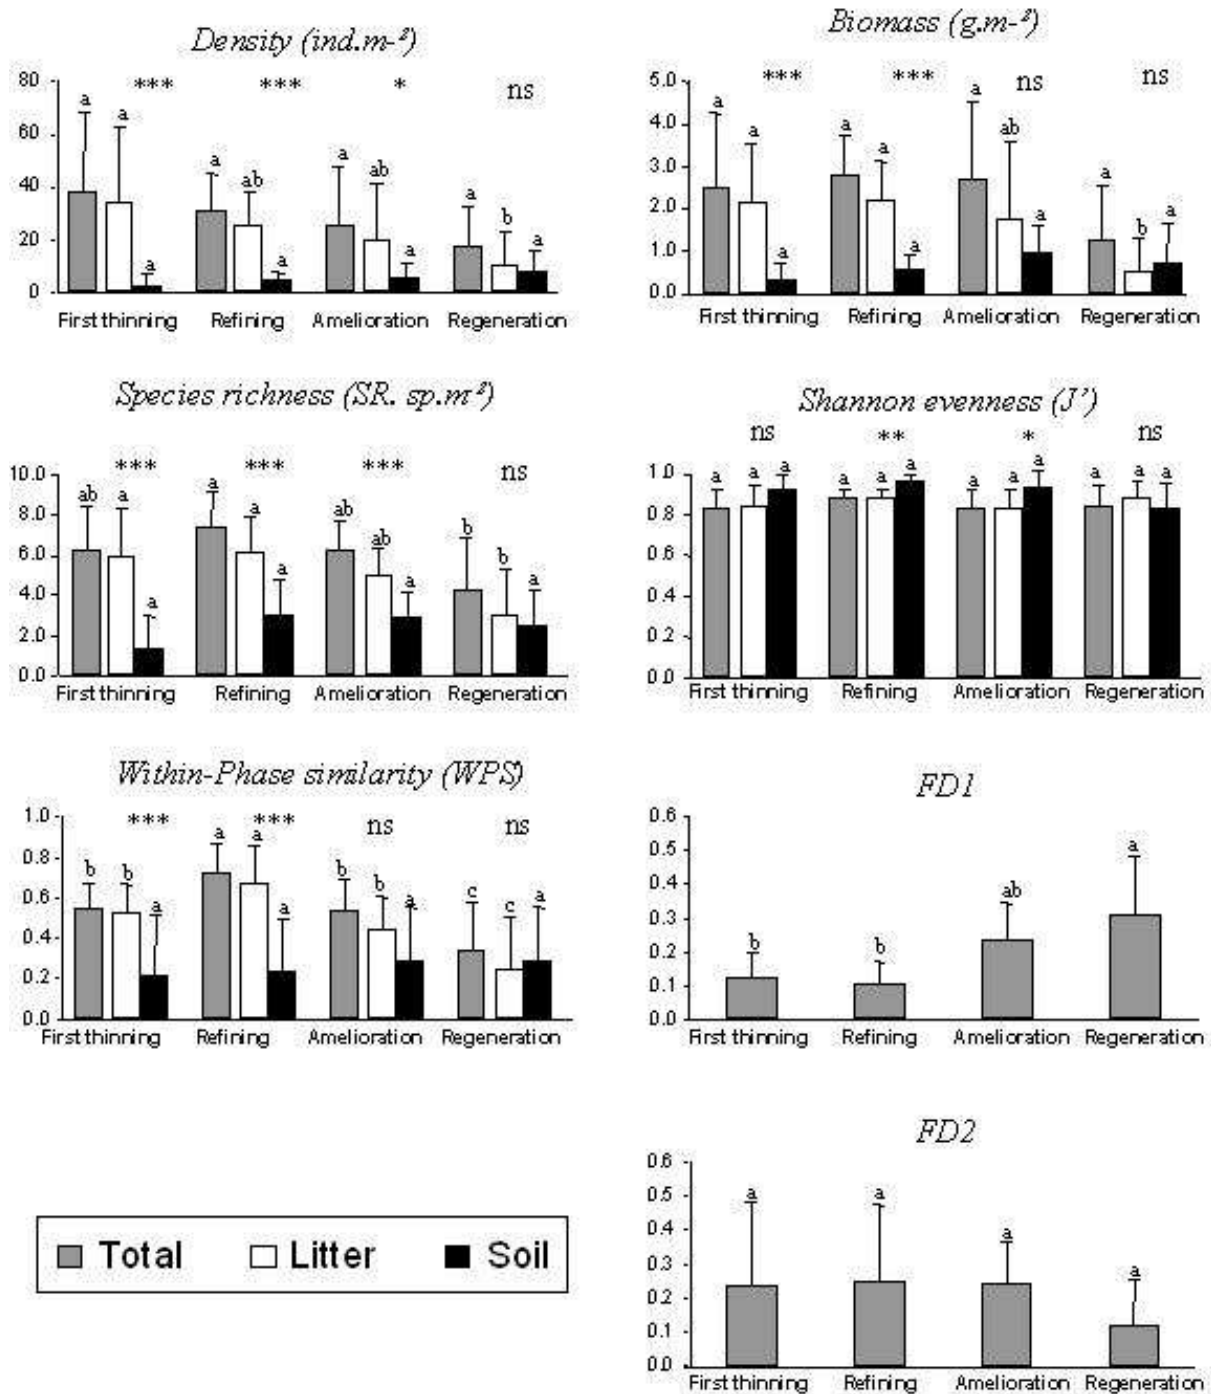 Density (ind.m-²)
80
60
40
20
0
*** *** * ns
a a a
a ab a
a ab a
a b a
First thinning Refining Amelioration Regeneration
Biomass (g.m-²)
5.0
4.0
3.0
2.0
1.0
0.0
*** *** ns ns
a a a
a a a
a ab a
a b a
First thinning Refining Amelioration Regeneration
Species richness (SR. sp.m²)
10.0
8.0
6.0
4.0
2.0
0.0
*** *** *** ns
ab a a
a a a
ab ab a
b b a
First thinning Refining Amelioration Regeneration
Shannon evenness (J')
1.0
0.8
0.6
0.4
0.2
0.0
ns ** * ns
a a a
a a a
a a a
a a a
First thinning Refining Amelioration Regeneration
Within-Phase similarity (WPS)
1.0
0.8
0.6
0.4
0.2
0.0
*** *** ns ns
b b a
a a a
b b a
c c a
First thinning Refining Amelioration Regeneration
FD1
0.6
0.5
0.4
0.3
0.2
0.1
0.0
b b ab a
First thinning Refining Amelioration Regeneration
FD2
0.6
0.5
0.4
0.3
0.2
0.1
0.0
a a a a
First thinning Refining Amelioration Regeneration
Total Litter Soil